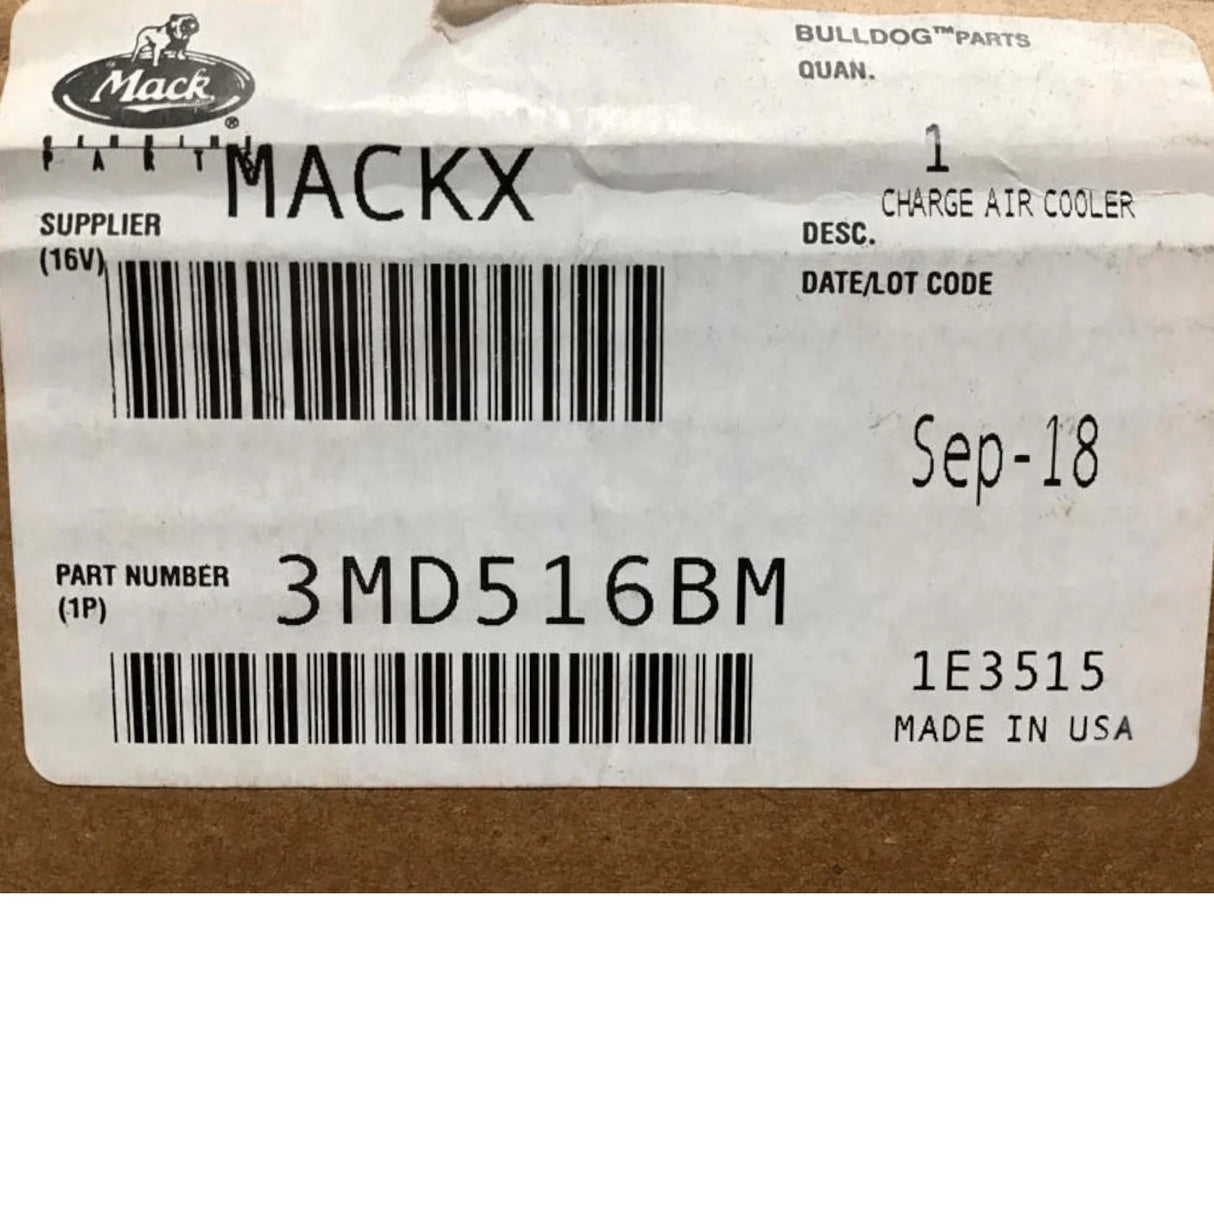 Mack
®
PARTS
MACKX
SUPPLIER
(16V)
BULLDOG™PARTS
QUAN.
1
CHARGE AIR COOLER
DESC.
DATE/LOT CODE
Sep-18
PART NUMBER
(1P)
3MD516BM
1E3515
MADE IN USA